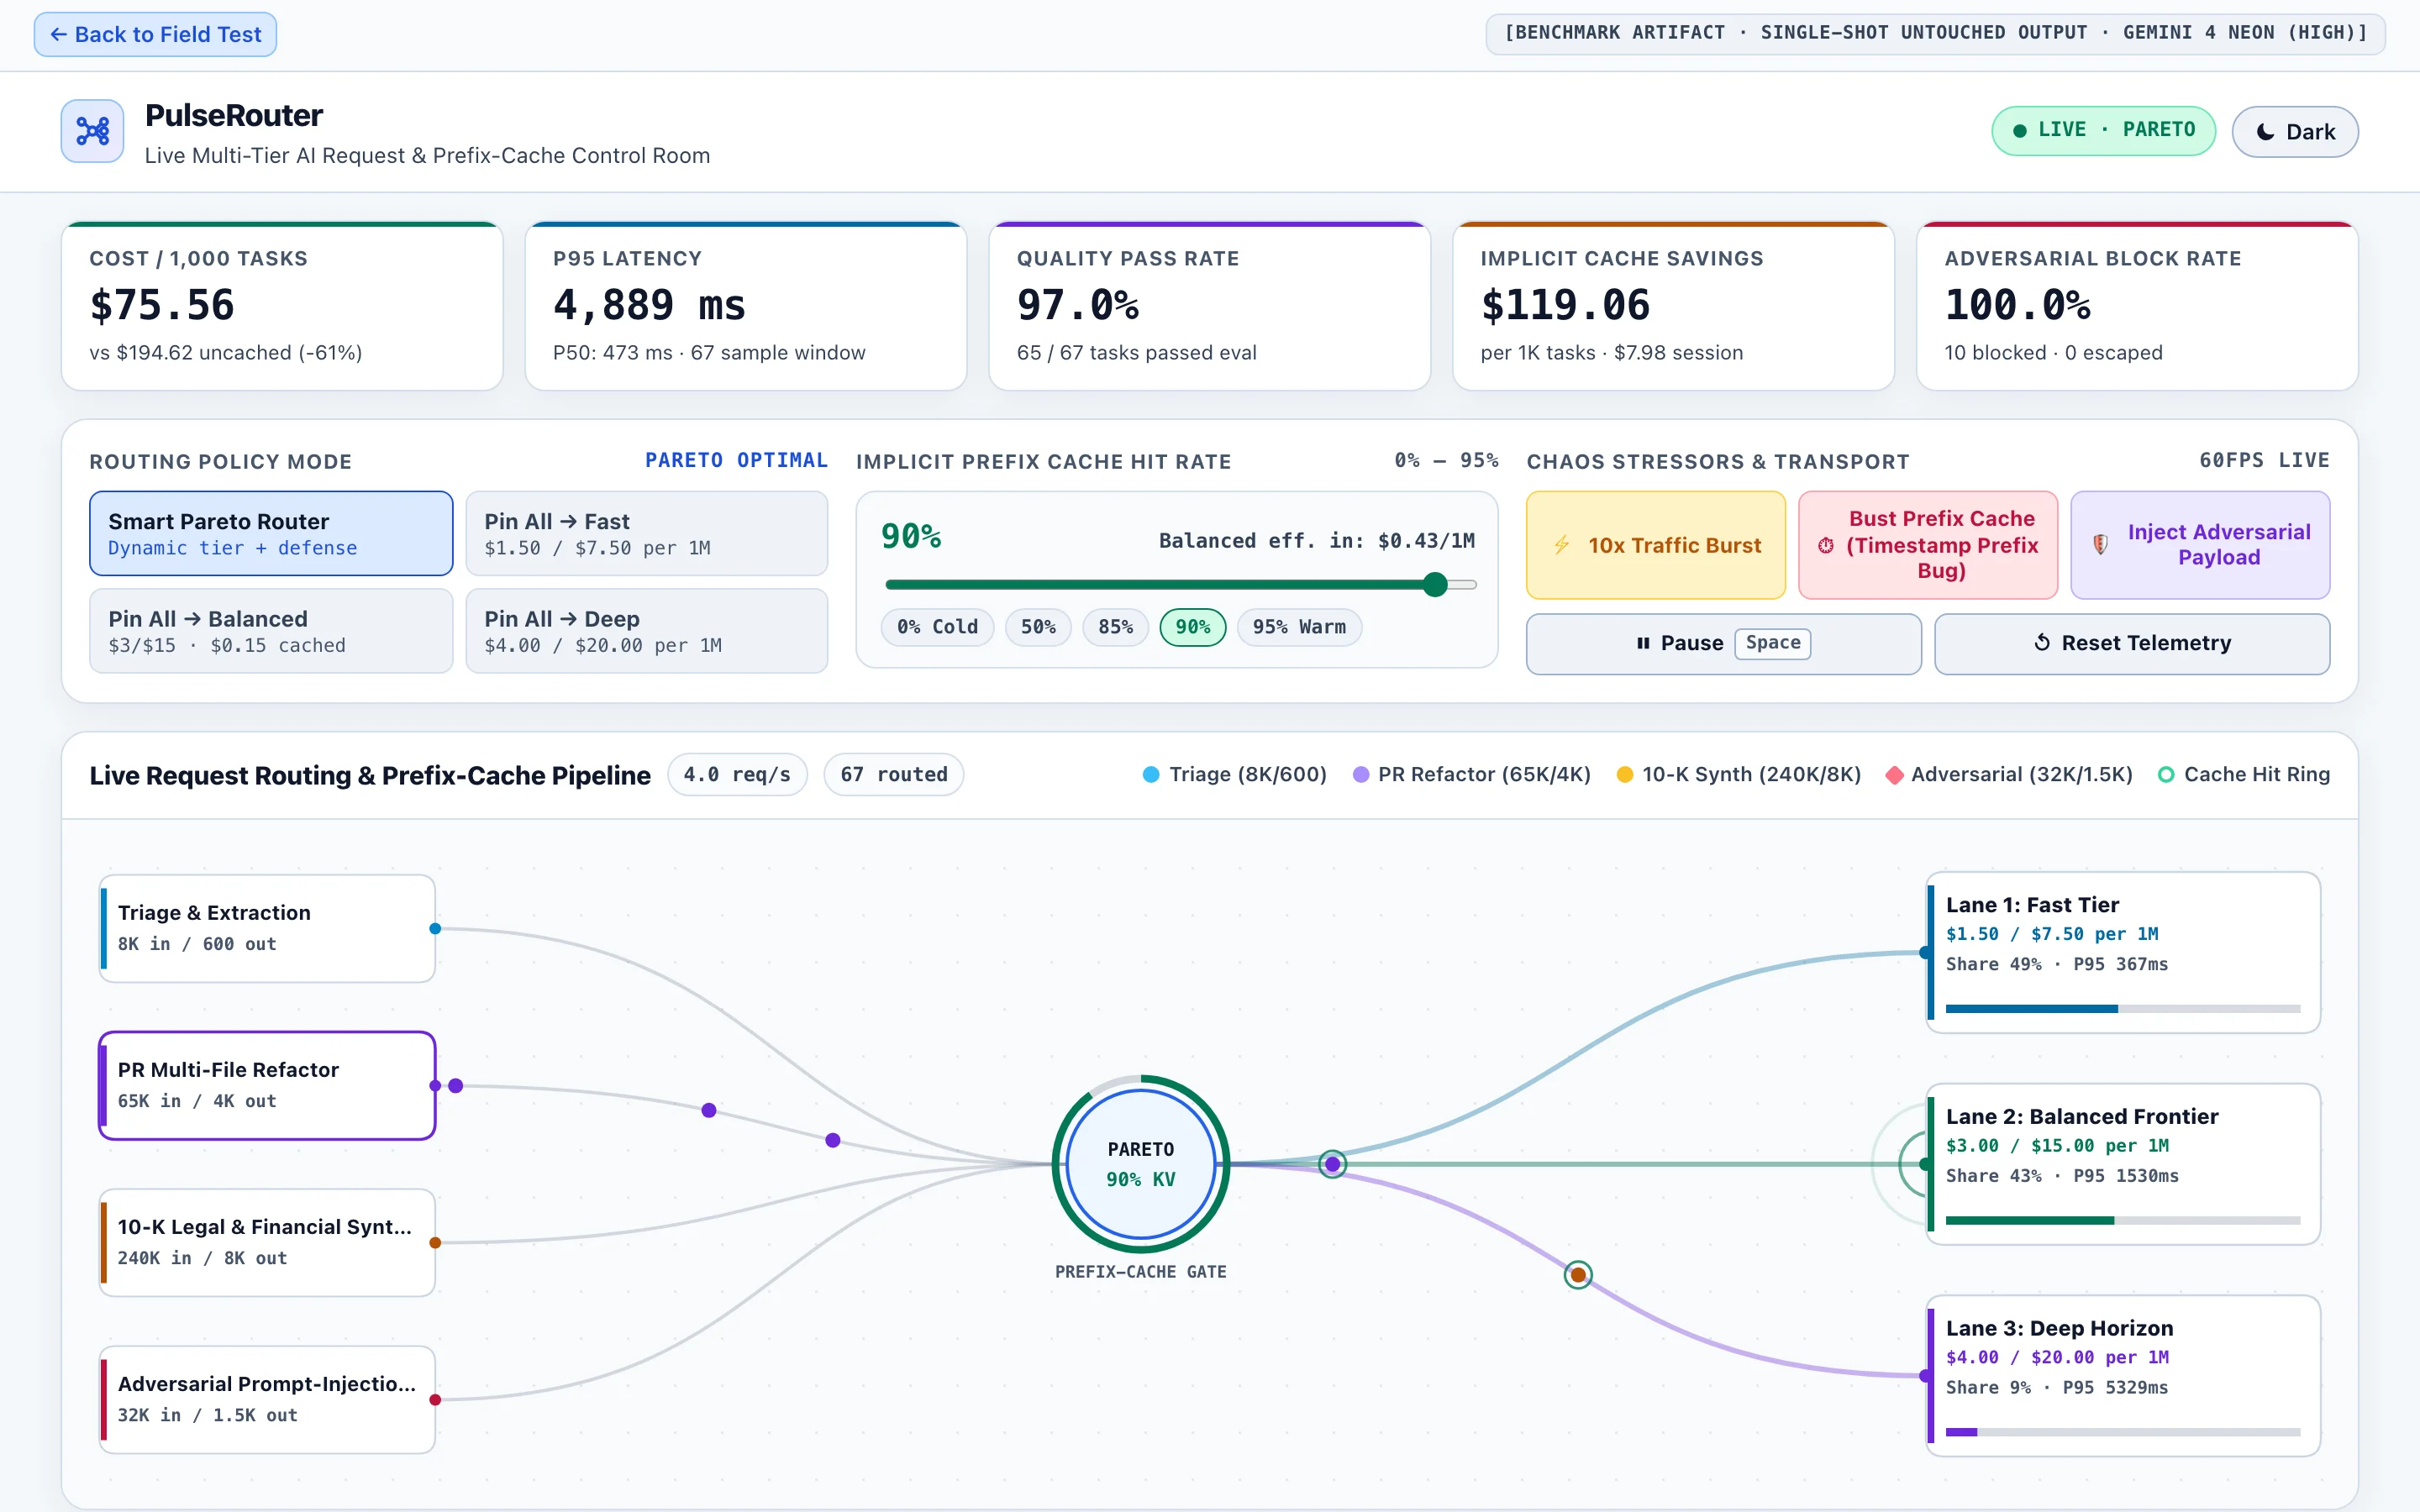 ← Back to Field Test
[BENCHMARK ARTIFACT · SINGLE-SHOT UNTOUCHED OUTPUT · GEMINI 4 NEON (HIGH)]
PulseRouter
Live Multi-Tier AI Request & Prefix-Cache Control Room
LIVE · PARETO
Dark
COST / 1,000 TASKS
$75.56
vs $194.62 uncached (-61%)
P95 LATENCY
4,889 ms
P50: 473 ms · 67 sample window
QUALITY PASS RATE
97.0%
65 / 67 tasks passed eval
IMPLICIT CACHE SAVINGS
$119.06
per 1K tasks · $7.98 session
ADVERSARIAL BLOCK RATE
100.0%
10 blocked · 0 escaped
ROUTING POLICY MODE
PARETO OPTIMAL
Smart Pareto Router
Dynamic tier + defense
Pin All → Fast
$1.50 / $7.50 per 1M
Pin All → Balanced
$3/$15 · $0.15 cached
Pin All → Deep
$4.00 / $20.00 per 1M
IMPLICIT PREFIX CACHE HIT RATE
0% – 95%
90%
Balanced eff. in: $0.43/1M
0% Cold
50%
85%
90%
95% Warm
CHAOS STRESSORS & TRANSPORT
60FPS LIVE
⚡ 10x Traffic Burst
Bust Prefix Cache
(Timestamp Prefix
Bug)
Inject Adversarial
Payload
Pause Space
Reset Telemetry
Live Request Routing & Prefix-Cache Pipeline
4.0 req/s
67 routed
Triage (8K/600)
PR Refactor (65K/4K)
10-K Synth (240K/8K)
Adversarial (32K/1.5K)
Cache Hit Ring
Triage & Extraction
8K in / 600 out
PR Multi-File Refactor
65K in / 4K out
10-K Legal & Financial Synt...
240K in / 8K out
Adversarial Prompt-Injectio...
32K in / 1.5K out
PARETO
90% KV
PREFIX-CACHE GATE
Lane 1: Fast Tier
$1.50 / $7.50 per 1M
Share 49% · P95 367ms
Lane 2: Balanced Frontier
$3.00 / $15.00 per 1M
Share 43% · P95 1530ms
Lane 3: Deep Horizon
$4.00 / $20.00 per 1M
Share 9% · P95 5329ms